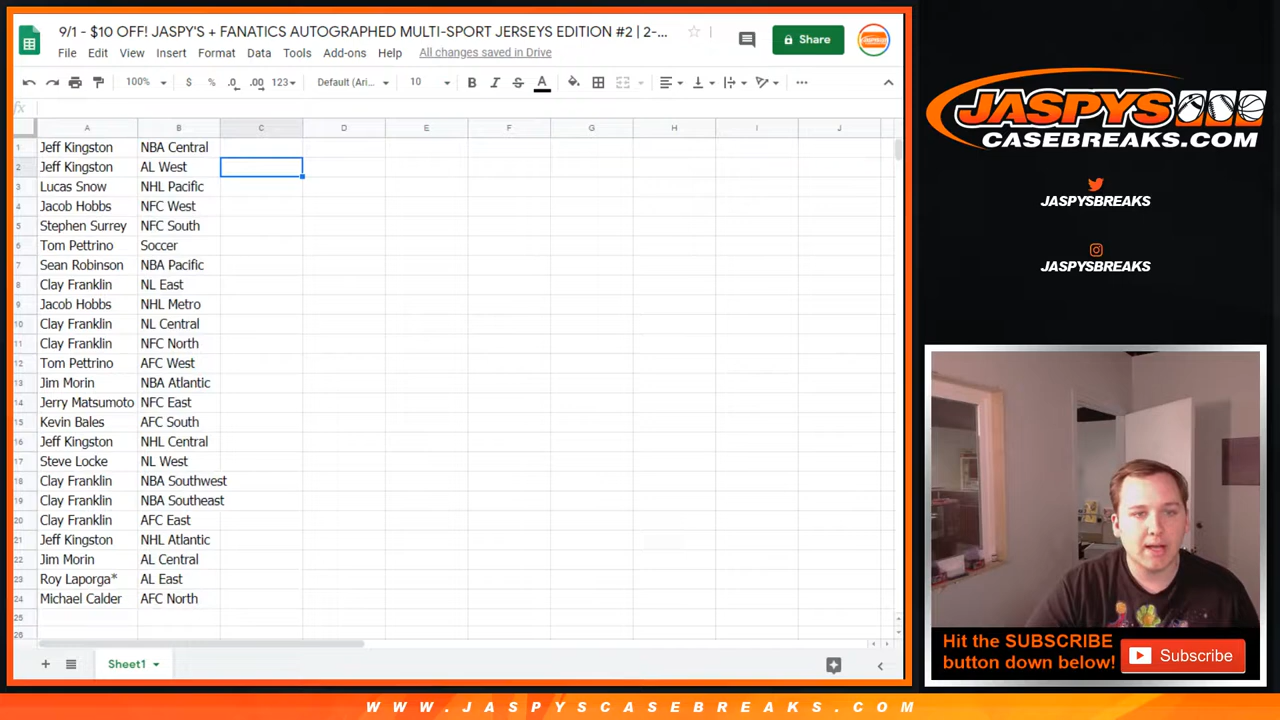 9/1 - $10 OFF! JASPY'S + FANATICS AUTOGRAPHED MULTI-SPORT JERSEYS EDITION #2 | 2-...
Share
File Edit View Insert Format Data Tools Add-ons Help All changes saved in Drive
100% $ % .0 .00 123 Default (Ari... 10 B I S A
fx
A B C D E F G H I J
1 Jeff Kingston NBA Central
2 Jeff Kingston AL West
3 Lucas Snow NHL Pacific
4 Jacob Hobbs NFC West
5 Stephen Surrey NFC South
6 Tom Pettrino Soccer
7 Sean Robinson NBA Pacific
8 Clay Franklin NL East
9 Jacob Hobbs NHL Metro
10 Clay Franklin NL Central
11 Clay Franklin NFC North
12 Tom Pettrino AFC West
13 Jim Morin NBA Atlantic
14 Jerry Matsumoto NFC East
15 Kevin Bales AFC South
16 Jeff Kingston NHL Central
17 Steve Locke NL West
18 Clay Franklin NBA Southwest
19 Clay Franklin NBA Southeast
20 Clay Franklin AFC East
21 Jeff Kingston NHL Atlantic
22 Jim Morin AL Central
23 Roy Laporga* AL East
24 Michael Calder AFC North
25
26
Sheet1
JASPYS
CASEBREAKS.COM
JASPYSBREAKS
JASPYSBREAKS
Hit the SUBSCRIBE
button down below!
Subscribe
WWW.JASPYSCASEBREAKS.COM